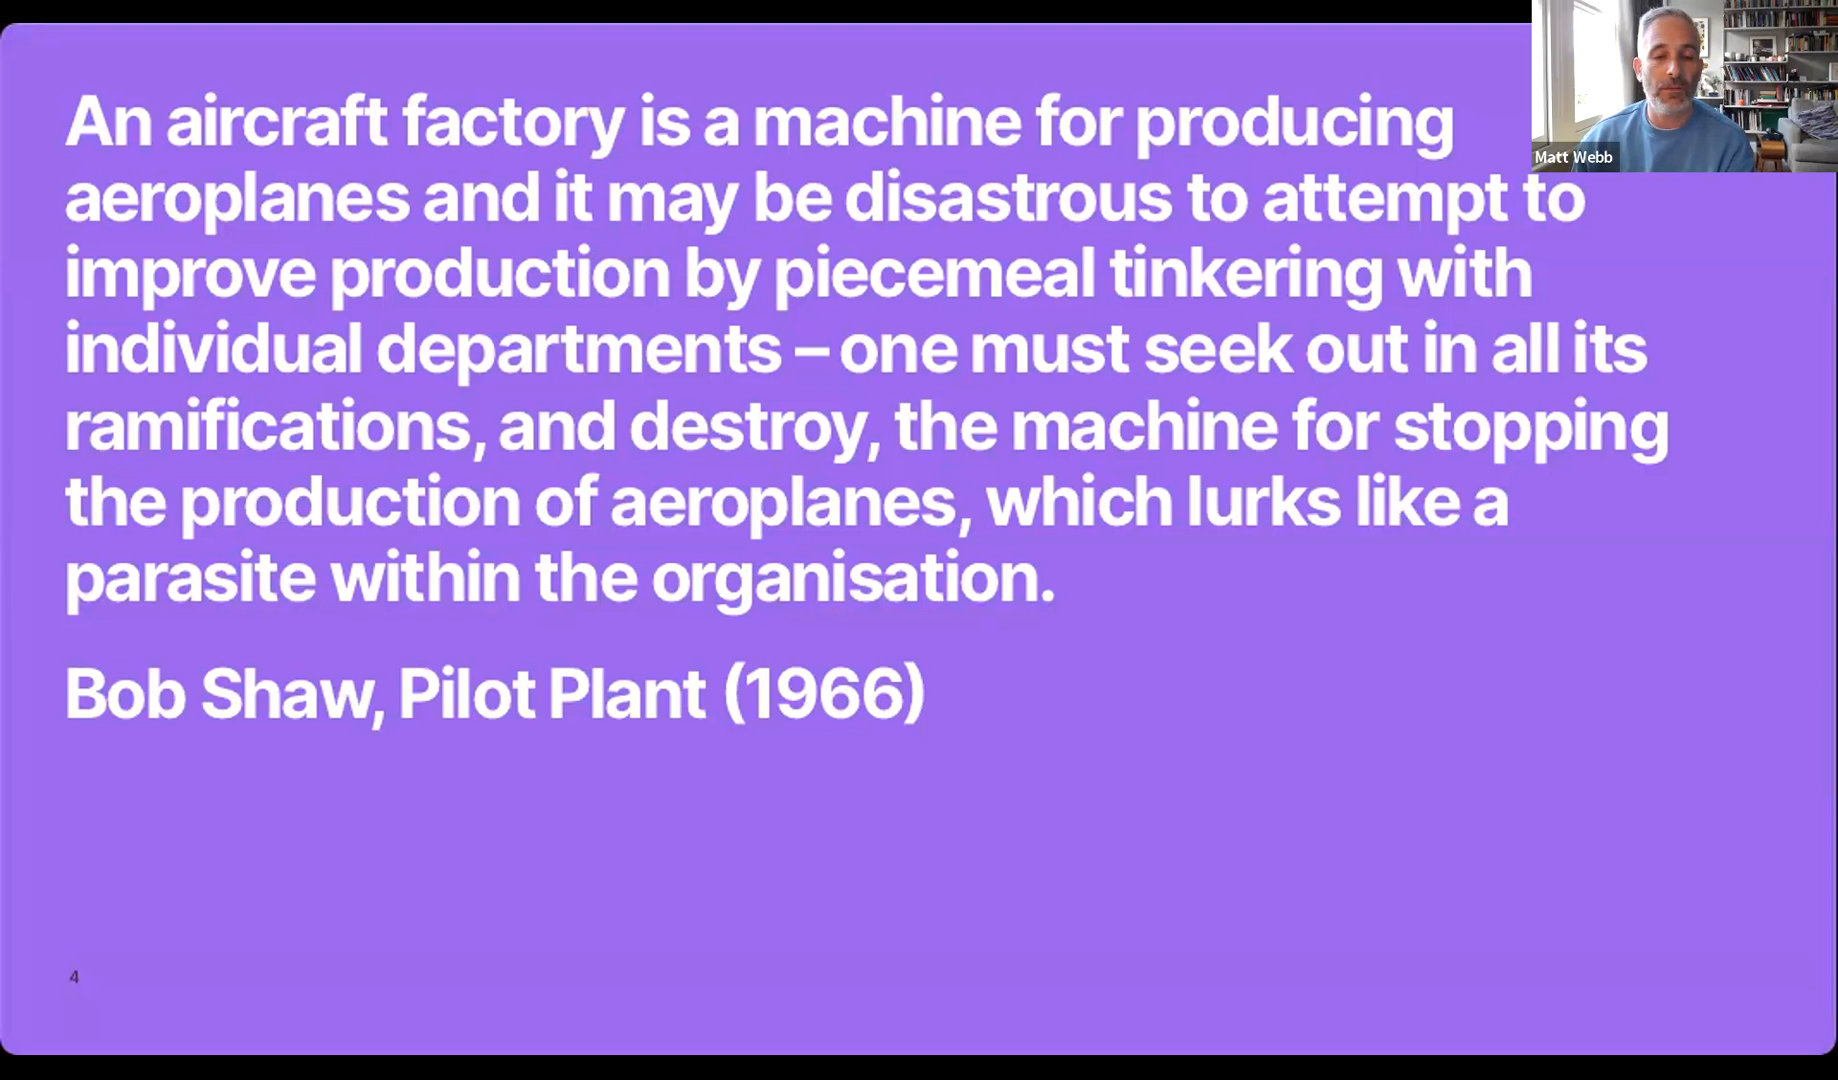 An aircraft factory is a machine for producing
aeroplanes and it may be disastrous to attempt to
improve production by piecemeal tinkering with
individual departments – one must seek out in all its
ramifications, and destroy, the machine for stopping
the production of aeroplanes, which lurks like a
parasite within the organisation.
Bob Shaw, Pilot Plant (1966)
4
Matt Webb